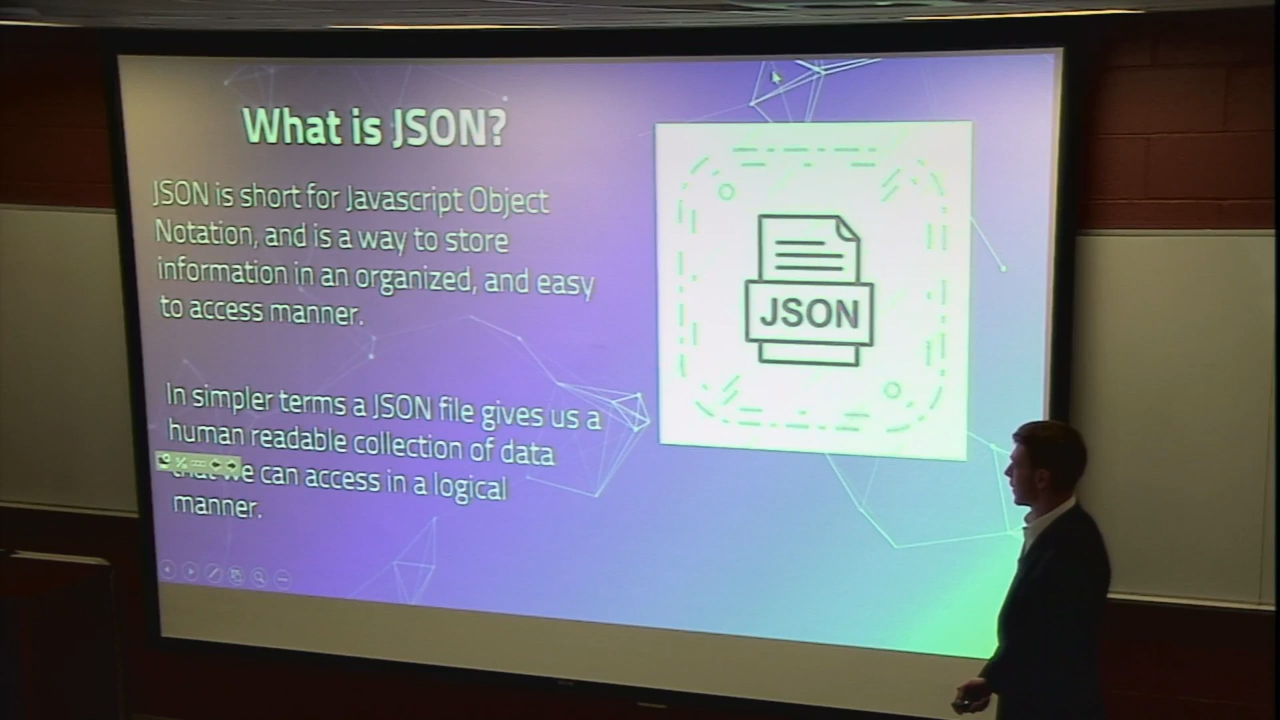 What is JSON?
JSON is short for Javascript Object
Notation, and is a way to store
information in an organized, and easy
to access manner.
In simpler terms a JSON file gives us a
human readable collection of data
that we can access in a logical
manner.
JSON